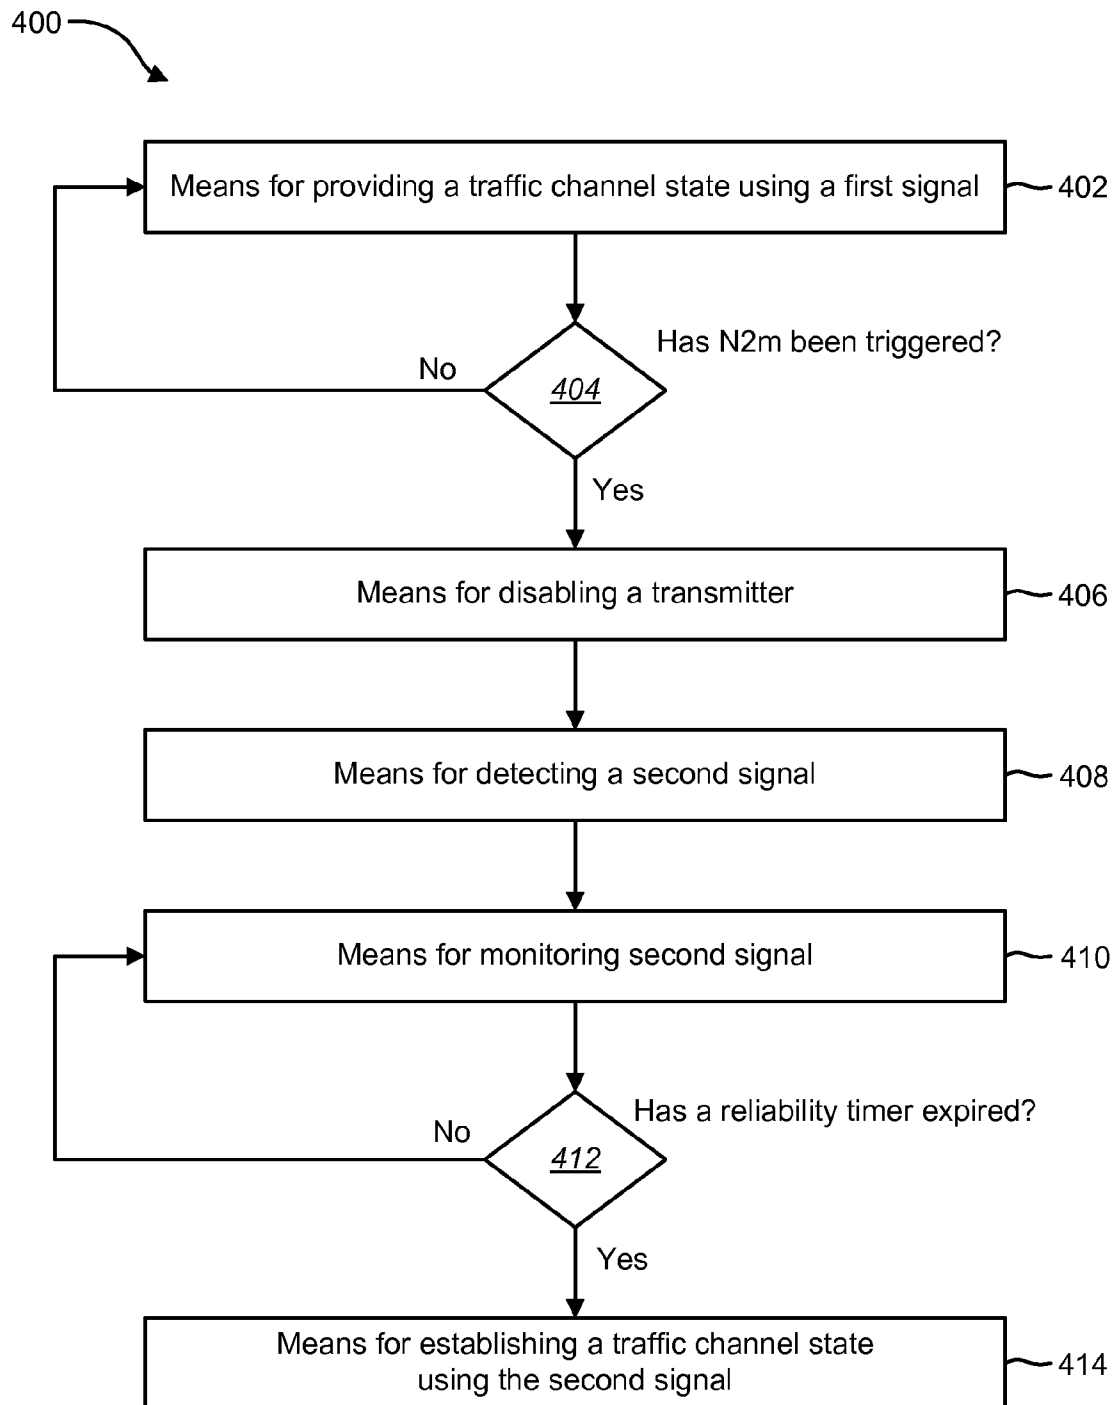 400
Means for providing a traffic channel state using a first signal
402
Has N2m been triggered?
No
404
Yes
Means for disabling a transmitter
406
Means for detecting a second signal
408
Means for monitoring second signal
410
Has a reliability timer expired?
No
412
Yes
Means for establishing a traffic channel state
using the second signal
414